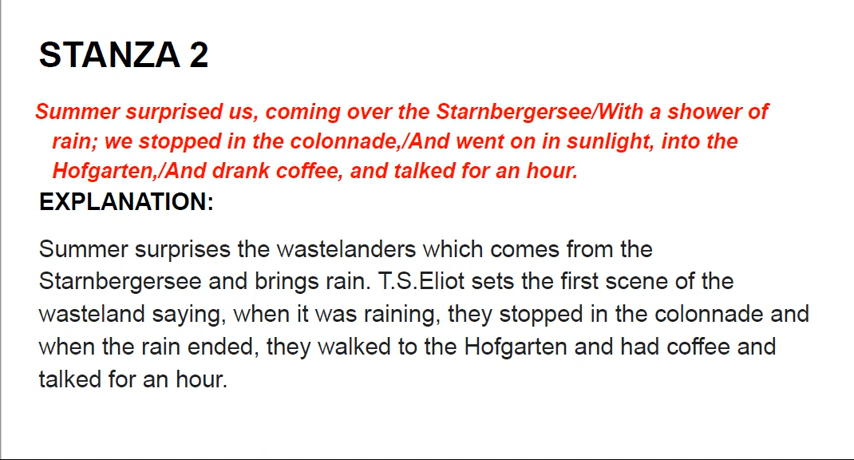 STANZA 2
Summer surprised us, coming over the Starnbergersee/With a shower of
rain; we stopped in the colonnade,/And went on in sunlight, into the
Hofgarten,/And drank coffee, and talked for an hour.
EXPLANATION:
Summer surprises the wastelanders which comes from the
Starnbergersee and brings rain. T.S.Eliot sets the first scene of the
wasteland saying, when it was raining, they stopped in the colonnade and
when the rain ended, they walked to the Hofgarten and had coffee and
talked for an hour.